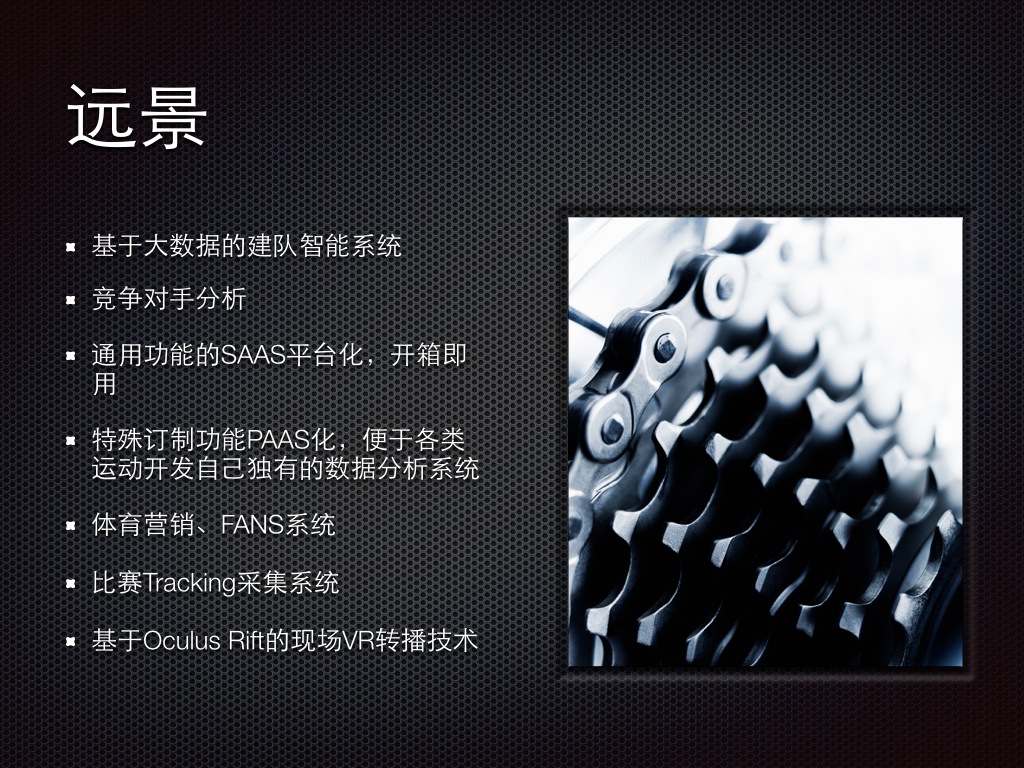 远景
基于大数据的建队智能系统
竞争对手分析
通用功能的SAAS平台化，开箱即
用
特殊订制功能PAAS化，便于各类
运动开发自己独有的数据分析系统
体育营销、FANS系统
比赛Tracking采集系统
基于Oculus Rift的现场VR转播技术